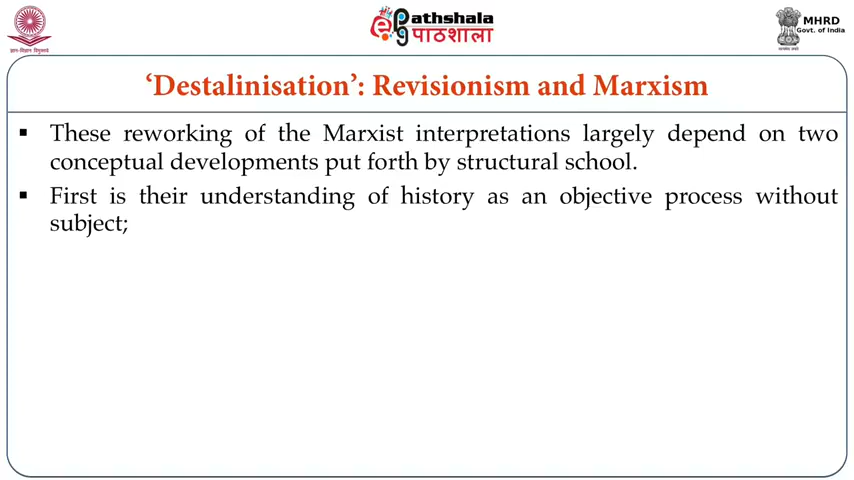 ePathshala
पाठशाला
MHRD
Govt. of India
‘Destalinisation’: Revisionism and Marxism
▪ These reworking of the Marxist interpretations largely depend on two
conceptual developments put forth by structural school.
▪ First is their understanding of history as an objective process without
subject;